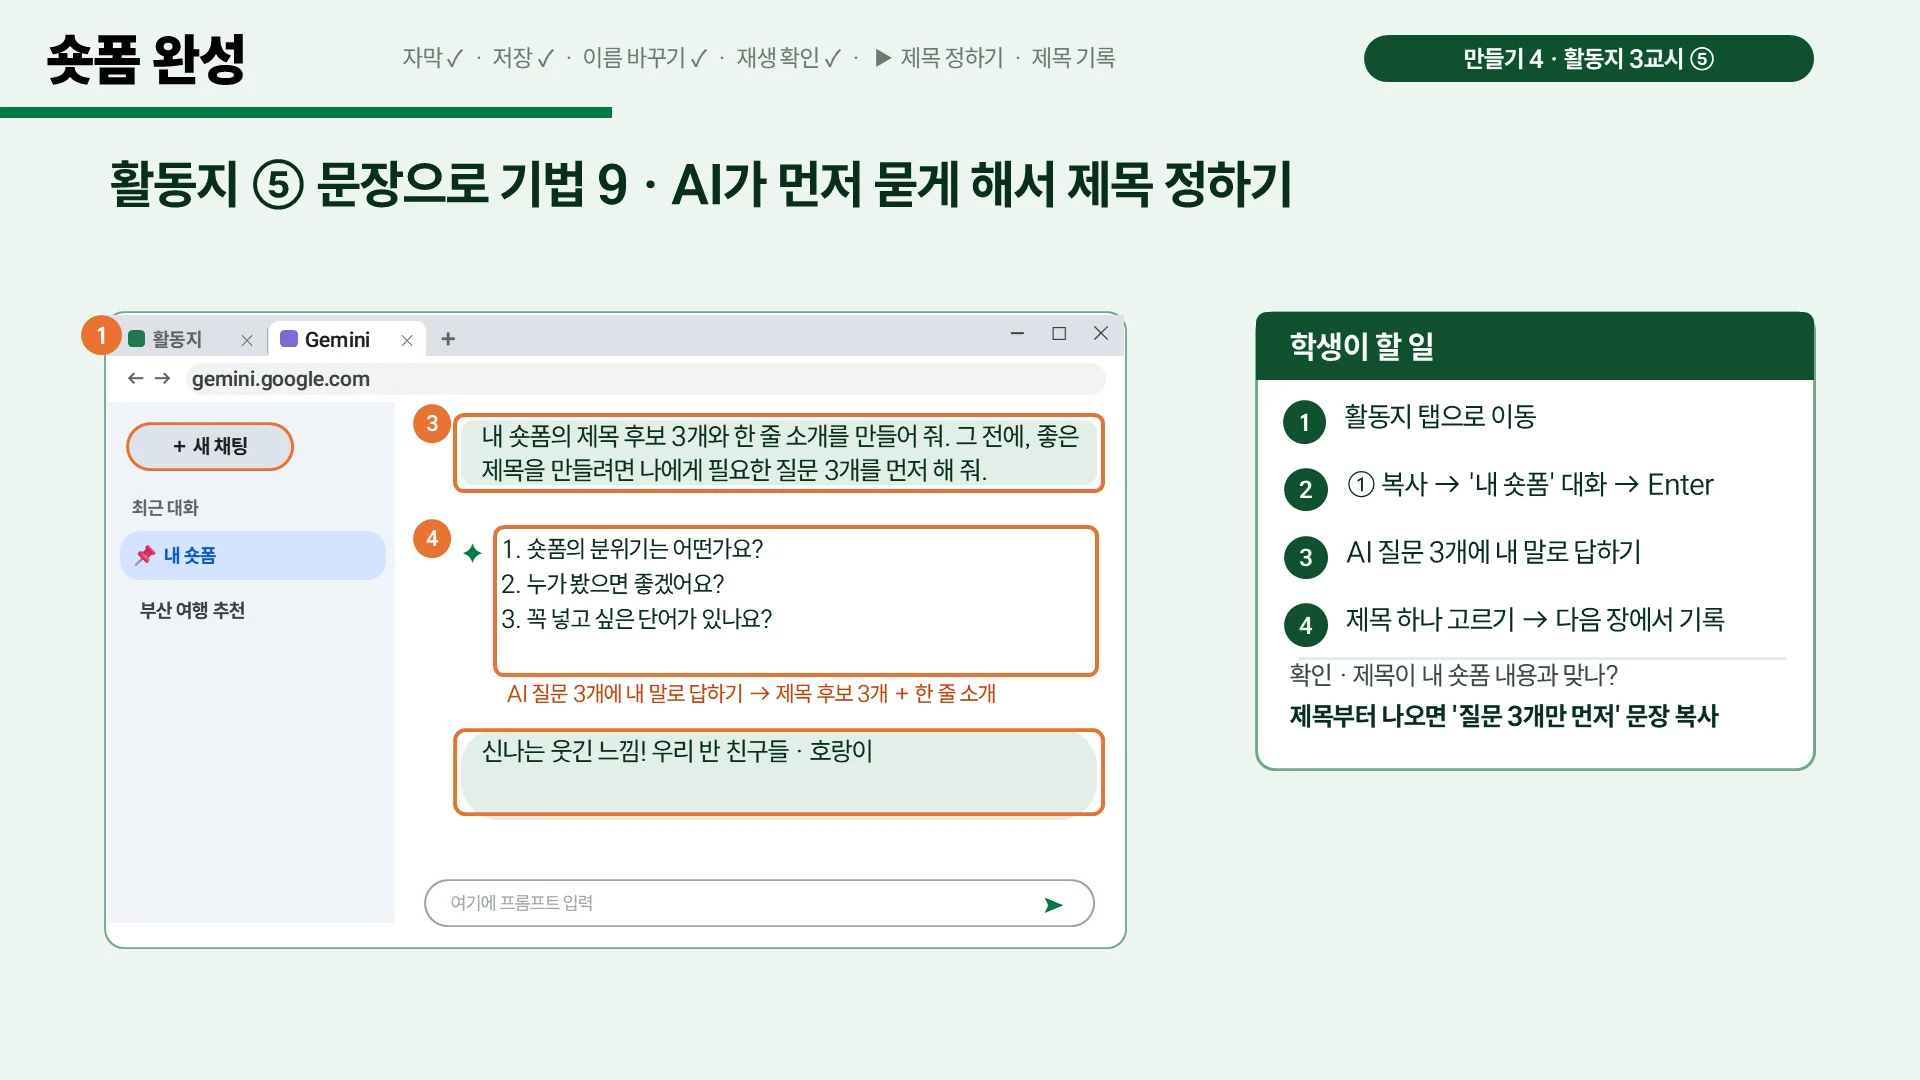 숏폼 완성
자막 ✓ · 저장 ✓ · 이름 바꾸기 ✓ · 재생 확인 ✓ · ▶ 제목 정하기 · 제목 기록
만들기 4 · 활동지 3교시 ⑤
활동지 ⑤ 문장으로 기법 9 · AI가 먼저 묻게 해서 제목 정하기
1
활동지 ×
Gemini × +
← → gemini.google.com
+ 새 채팅
최근 대화
📌 내 숏폼
부산 여행 추천
3
내 숏폼의 제목 후보 3개와 한 줄 소개를 만들어 줘. 그 전에, 좋은
제목을 만들려면 나에게 필요한 질문 3개를 먼저 해 줘.
4
1. 숏폼의 분위기는 어떤가요?
2. 누가 봤으면 좋겠어요?
3. 꼭 넣고 싶은 단어가 있나요?
AI 질문 3개에 내 말로 답하기 → 제목 후보 3개 + 한 줄 소개
신나는 웃긴 느낌! 우리 반 친구들 · 호랑이
여기에 프롬프트 입력
학생이 할 일
1 활동지 탭으로 이동
2 ① 복사 → '내 숏폼' 대화 → Enter
3 AI 질문 3개에 내 말로 답하기
4 제목 하나 고르기 → 다음 장에서 기록
확인 · 제목이 내 숏폼 내용과 맞나?
제목부터 나오면 '질문 3개만 먼저' 문장 복사